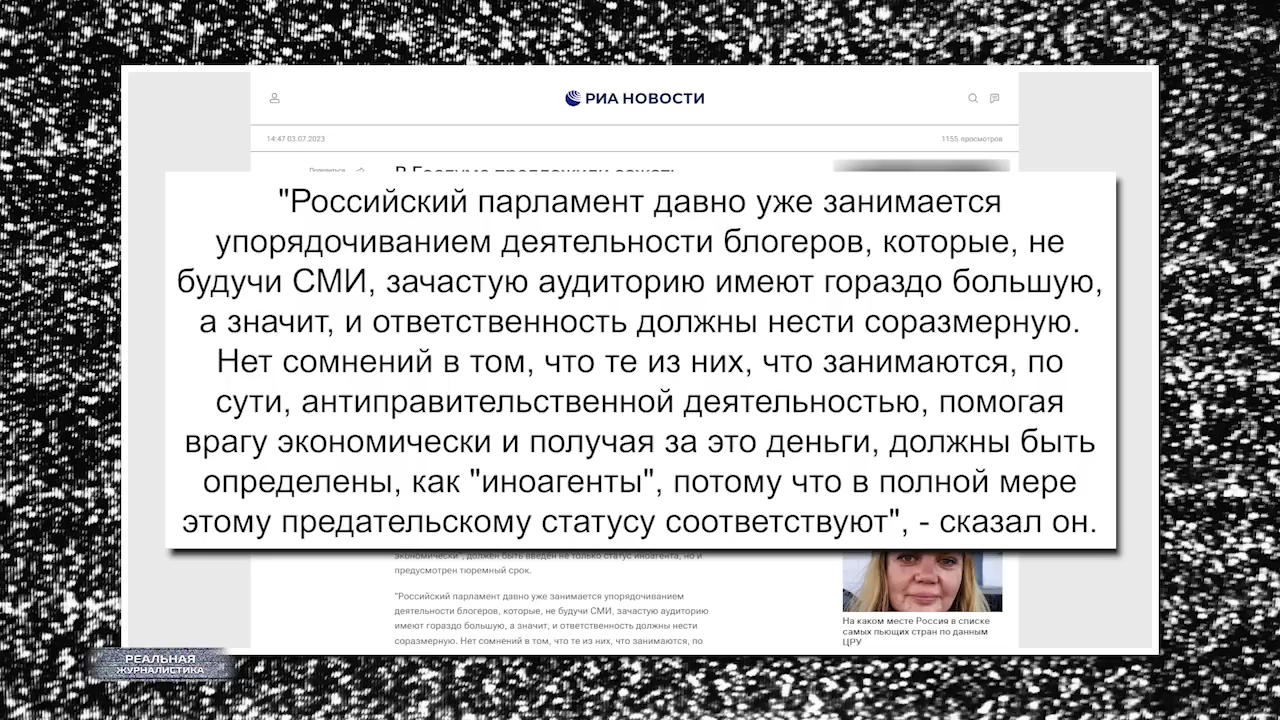 РИА НОВОСТИ
14:47 03.07.2023
1155 просмотров
Поделиться
"Российский парламент давно уже занимается
упорядочиванием деятельности блогеров, которые, не
будучи СМИ, зачастую аудиторию имеют гораздо большую,
а значит, и ответственность должны нести соразмерную.
Нет сомнений в том, что те из них, что занимаются, по
сути, антиправительственной деятельностью, помогая
врагу экономически и получая за это деньги, должны быть
определены, как "иноагенты", потому что в полной мере
этому предательскому статусу соответствуют", - сказал он.
экономически", должен быть введен не только статус иноагента, но и
предусмотрен тюремный срок.
"Российский парламент давно уже занимается упорядочиванием
деятельности блогеров, которые, не будучи СМИ, зачастую аудиторию
имеют гораздо большую, а значит, и ответственность должны нести
соразмерную. Нет сомнений в том, что те из них, что занимаются, по
На каком месте Россия в списке
самых пьющих стран по данным
ЦРУ
РЕАЛЬНАЯ
ЖУРНАЛИСТИКА